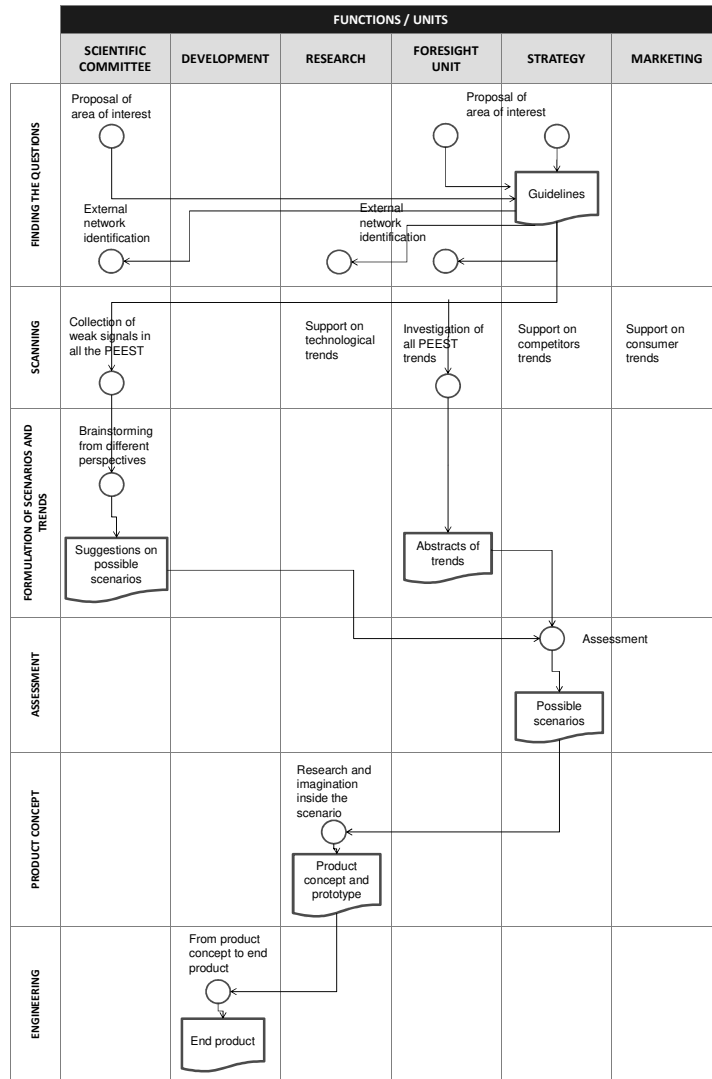 FUNCTIONS / UNITS
SCIENTIFIC
COMMITTEE
DEVELOPMENT
RESEARCH
FORESIGHT
UNIT
STRATEGY
MARKETING
FINDING THE QUESTIONS
Proposal of
area of interest
Proposal of
area of interest
Guidelines
External
network
identification
External
network
identification
SCANNING
Collection of
weak signals in
all the PEEST
Support on
technological
trends
Investigation of
all PEEST
trends
Support on
competitors
trends
Support on
consumer
trends
FORMULATION OF SCENARIOS AND
TRENDS
Brainstorming
from different
perspectives
Suggestions on
possible
scenarios
Abstracts of
trends
ASSESSMENT
Assessment
Possible
scenarios
PRODUCT CONCEPT
Research and
imagination
inside the
scenario
Product
concept and
prototype
ENGINEERING
From product
concept to end
product
End product